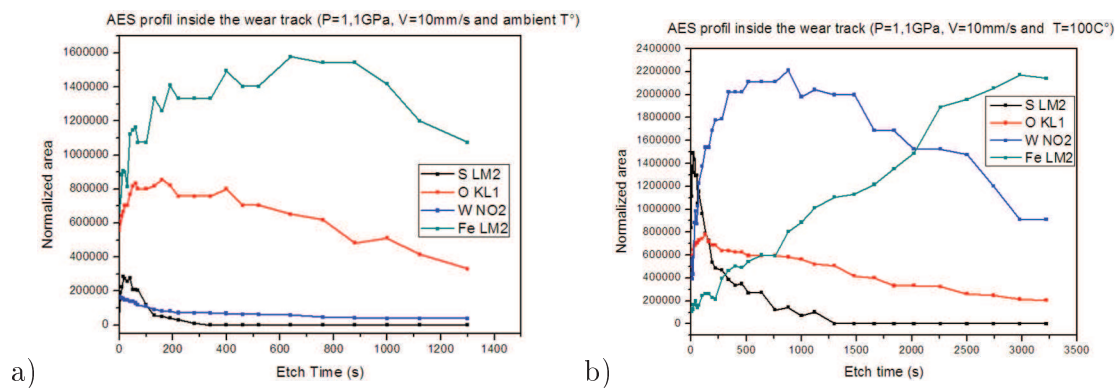 AES profil inside the wear track (P=1,1GPa, V=10mm/s and ambient T°)
1600000
1400000
1200000
1000000
800000
600000
400000
200000
0
Normalized area
S LM2
O KL1
W NO2
Fe LM2
0 200 400 600 800 1000 1200 1400
Etch Time (s)
a)
AES profil inside the wear track (P=1,1GPa, V=10mm/s and T=100C°)
2400000
2200000
2000000
1800000
1600000
1400000
1200000
1000000
800000
600000
400000
200000
0
Normalized area
S LM2
O KL1
W NO2
Fe LM2
0 500 1000 1500 2000 2500 3000 3500
Etch time (s)
b)